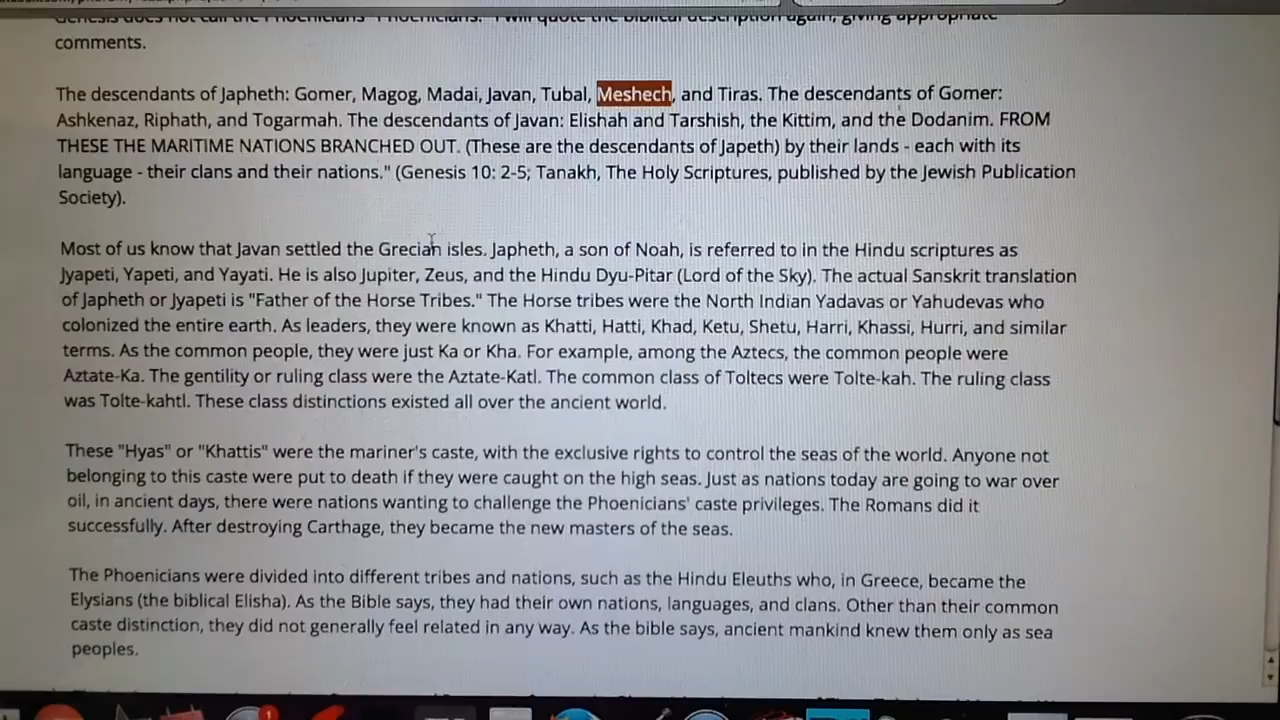 Genesis does not call the Phoenicians "Phoenicians." I will quote the biblical description again, giving appropriate
comments.
The descendants of Japheth: Gomer, Magog, Madai, Javan, Tubal, Meshech, and Tiras. The descendants of Gomer:
Ashkenaz, Riphath, and Togarmah. The descendants of Javan: Elishah and Tarshish, the Kittim, and the Dodanim. FROM
THESE THE MARITIME NATIONS BRANCHED OUT. (These are the descendants of Japeth) by their lands - each with its
language - their clans and their nations." (Genesis 10: 2-5; Tanakh, The Holy Scriptures, published by the Jewish Publication
Society).
Most of us know that Javan settled the Grecian isles. Japheth, a son of Noah, is referred to in the Hindu scriptures as
Jyapeti, Yapeti, and Yayati. He is also Jupiter, Zeus, and the Hindu Dyu-Pitar (Lord of the Sky). The actual Sanskrit translation
of Japheth or Jyapeti is "Father of the Horse Tribes." The Horse tribes were the North Indian Yadavas or Yahudevas who
colonized the entire earth. As leaders, they were known as Khatti, Hatti, Khad, Ketu, Shetu, Harri, Khassi, Hurri, and similar
terms. As the common people, they were just Ka or Kha. For example, among the Aztecs, the common people were
Aztate-Ka. The gentility or ruling class were the Aztate-Katl. The common class of Toltecs were Tolte-kah. The ruling class
was Tolte-kahtl. These class distinctions existed all over the ancient world.
These "Hyas" or "Khattis" were the mariner's caste, with the exclusive rights to control the seas of the world. Anyone not
belonging to this caste were put to death if they were caught on the high seas. Just as nations today are going to war over
oil, in ancient days, there were nations wanting to challenge the Phoenicians' caste privileges. The Romans did it
successfully. After destroying Carthage, they became the new masters of the seas.
The Phoenicians were divided into different tribes and nations, such as the Hindu Eleuths who, in Greece, became the
Elysians (the biblical Elisha). As the Bible says, they had their own nations, languages, and clans. Other than their common
caste distinction, they did not generally feel related in any way. As the bible says, ancient mankind knew them only as sea
peoples.